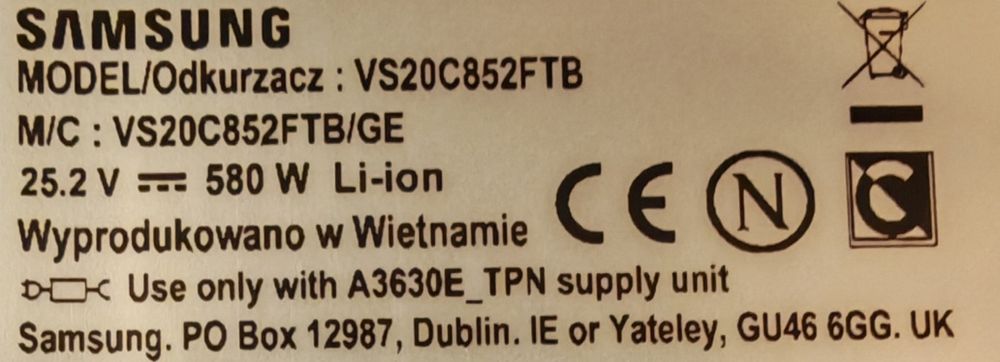 SAMSUNG
MODEL/Odkurzacz : VS20C852FTB
M/C : VS20C852FTB/GE
25.2 V ⎓ 580 W Li-ion
CE N C
Wyprodukowano w Wietnamie
Use only with A3630E_TPN supply unit
Samsung. PO Box 12987, Dublin. IE or Yateley, GU46 6GG. UK